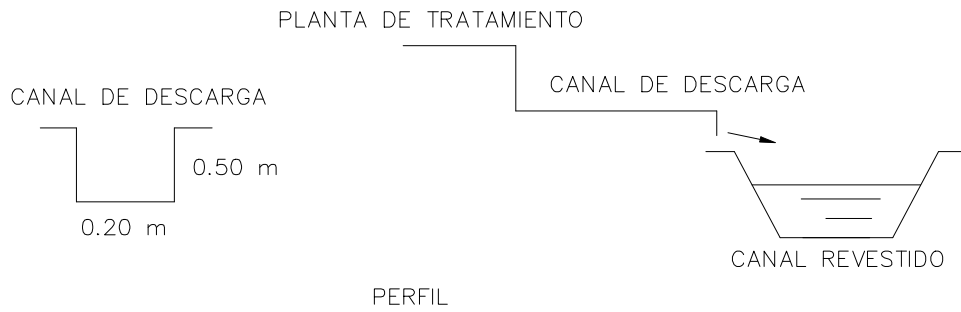 PLANTA DE TRATAMIENTO
CANAL DE DESCARGA
CANAL DE DESCARGA
0.50 m
0.20 m
CANAL REVESTIDO
PERFIL